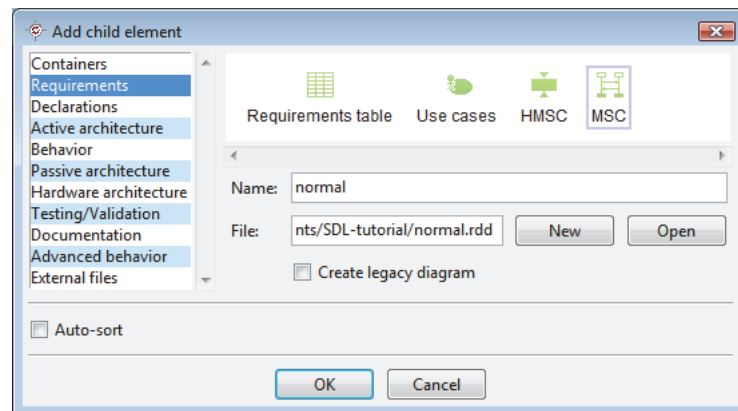 Add child element
Containers
Requirements
Declarations
Active architecture
Behavior
Passive architecture
Hardware architecture
Testing/Validation
Documentation
Advanced behavior
External files
Requirements table Use cases HMSC MSC
Name: normal
File: nts/SDL-tutorial/normal.rdd New Open
Create legacy diagram
Auto-sort
OK Cancel